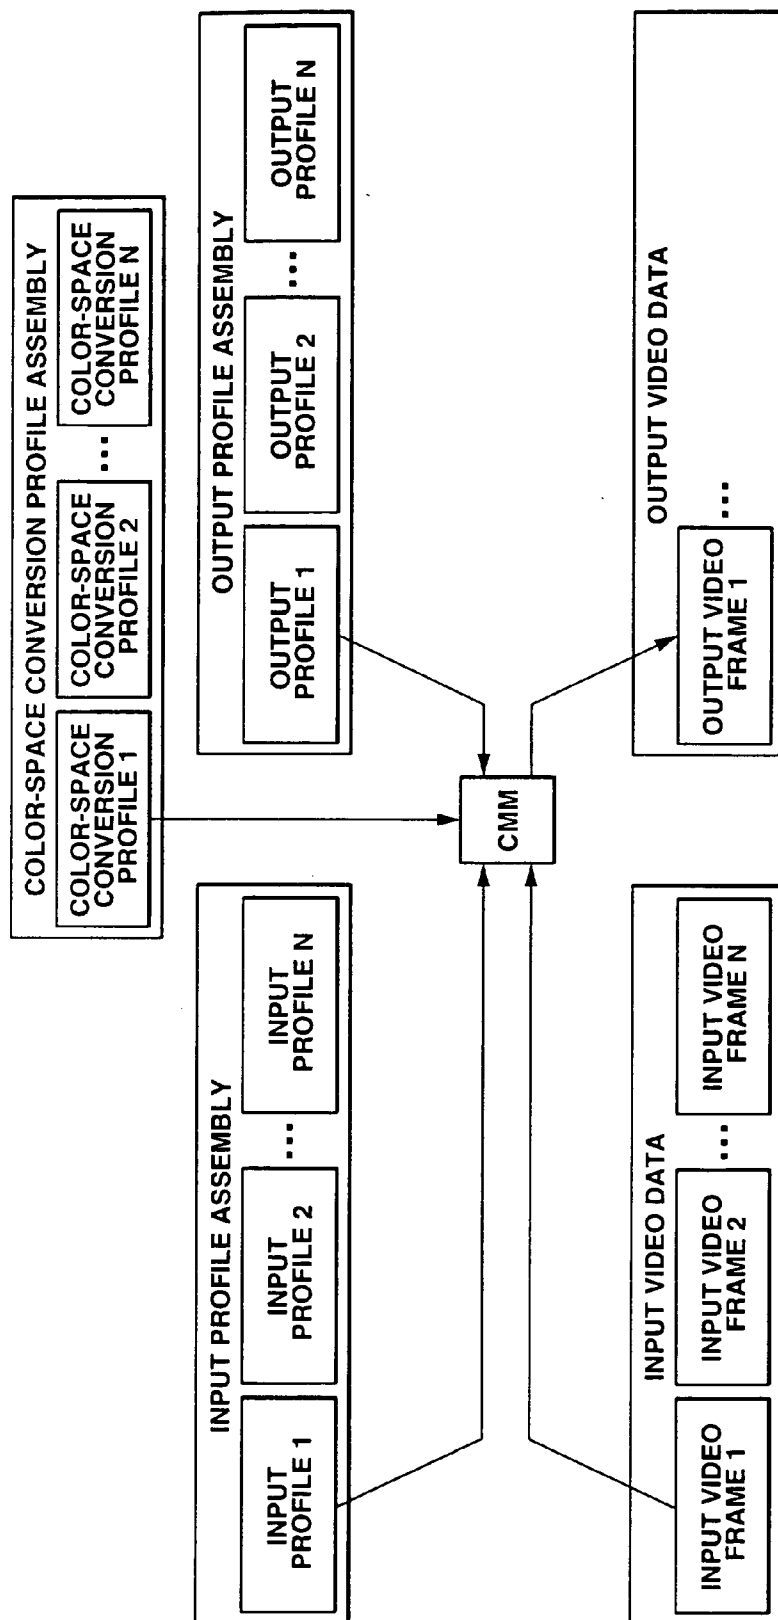 COLOR-SPACE CONVERSION PROFILE ASSEMBLY
COLOR-SPACE
CONVERSION
PROFILE 1
COLOR-SPACE
CONVERSION
PROFILE 2
...
COLOR-SPACE
CONVERSION
PROFILE N
INPUT PROFILE ASSEMBLY
INPUT
PROFILE 1
INPUT
PROFILE 2
...
INPUT
PROFILE N
OUTPUT PROFILE ASSEMBLY
OUTPUT
PROFILE 1
OUTPUT
PROFILE 2
...
OUTPUT
PROFILE N
CMM
INPUT VIDEO DATA
INPUT VIDEO
FRAME 1
INPUT VIDEO
FRAME 2
...
INPUT VIDEO
FRAME N
OUTPUT VIDEO DATA
OUTPUT VIDEO
FRAME 1
...